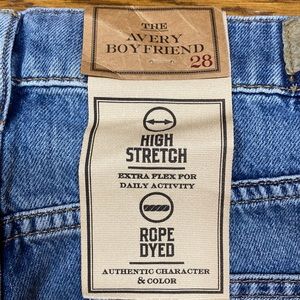 THE
AVERY
BOYFRIEND
28
HIGH
STRETCH
EXTRA FLEX FOR
DAILY ACTIVITY
ROPE
DYED
AUTHENTIC CHARACTER
& COLOR